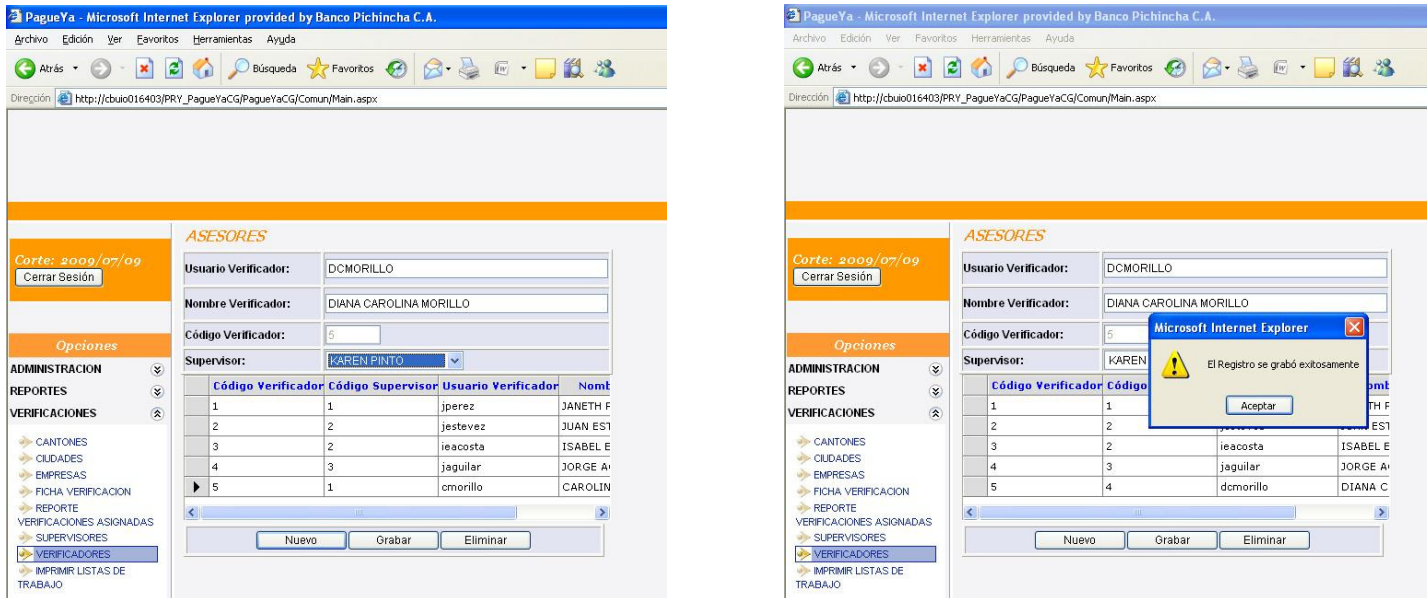 PagueYa - Microsoft Internet Explorer provided by Banco Pichincha C.A.
Archivo Edición Ver Favoritos Herramientas Ayuda
Atrás Búsqueda Favoritos
Dirección http://cbuio016403/PRY_PagueYaCG/PagueYaCG/Comun/Main.aspx
Corte: 2009/07/09
Cerrar Sesión
Opciones
ADMINISTRACION
REPORTES
VERIFICACIONES
CANTONES
CIUDADES
EMPRESAS
FICHA VERIFICACION
REPORTE
VERIFICACIONES ASIGNADAS
SUPERVISORES
VERIFICADORES
IMPRIMIR LISTAS DE
TRABAJO
ASESORES
Usuario Verificador: DCMORILLO
Nombre Verificador: DIANA CAROLINA MORILLO
Código Verificador: 5
Supervisor: KAREN PINTO
Código Verificador Código Supervisor Usuario Verificador Nomb
1 1 jperez JANETH P
2 2 jestevez JUAN EST
3 2 ieacosta ISABEL E
4 3 jaguilar JORGE A
5 1 cmorillo CAROLIN
Nuevo Grabar Eliminar
PagueYa - Microsoft Internet Explorer provided by Banco Pichincha C.A.
Archivo Edición Ver Favoritos Herramientas Ayuda
Atrás Búsqueda Favoritos
Dirección http://cbuio016403/PRY_PagueYaCG/PagueYaCG/Comun/Main.aspx
Corte: 2009/07/09
Cerrar Sesión
Opciones
ADMINISTRACION
REPORTES
VERIFICACIONES
CANTONES
CIUDADES
EMPRESAS
FICHA VERIFICACION
REPORTE
VERIFICACIONES ASIGNADAS
SUPERVISORES
VERIFICADORES
IMPRIMIR LISTAS DE
TRABAJO
ASESORES
Usuario Verificador: DCMORILLO
Nombre Verificador: DIANA CAROLINA MORILLO
Código Verificador: 5
Supervisor: KAREN
Código Verificador Código
1 1
2 2
3 2 ieacosta ISABEL E
4 3 jaguilar JORGE A
5 4 dcmorillo DIANA C
Nuevo Grabar Eliminar
Microsoft Internet Explorer
El Registro se grabó exitosamente
Aceptar